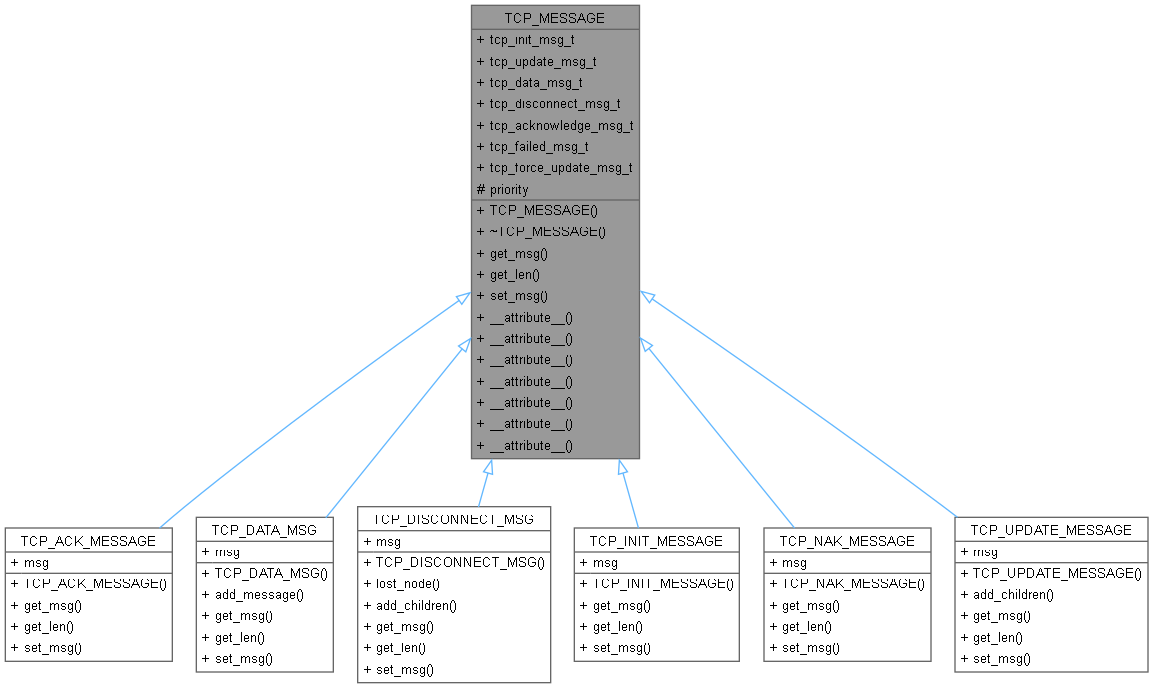 TCP_MESSAGE
+ tcp_init_msg_t
+ tcp_update_msg_t
+ tcp_data_msg_t
+ tcp_disconnect_msg_t
+ tcp_acknowledge_msg_t
+ tcp_failed_msg_t
+ tcp_force_update_msg_t
# priority
+ TCP_MESSAGE()
+ ~TCP_MESSAGE()
+ get_msg()
+ get_len()
+ set_msg()
+ __attribute__()
+ __attribute__()
+ __attribute__()
+ __attribute__()
+ __attribute__()
+ __attribute__()
+ __attribute__()
TCP_ACK_MESSAGE
+ msg
+ TCP_ACK_MESSAGE()
+ get_msg()
+ get_len()
+ set_msg()
TCP_DATA_MSG
+ msg
+ TCP_DATA_MSG()
+ add_message()
+ get_msg()
+ get_len()
+ set_msg()
TCP_DISCONNECT_MSG
+ msg
+ TCP_DISCONNECT_MSG()
+ lost_node()
+ add_children()
+ get_msg()
+ get_len()
+ set_msg()
TCP_INIT_MESSAGE
+ msg
+ TCP_INIT_MESSAGE()
+ get_msg()
+ get_len()
+ set_msg()
TCP_NAK_MESSAGE
+ msg
+ TCP_NAK_MESSAGE()
+ get_msg()
+ get_len()
+ set_msg()
TCP_UPDATE_MESSAGE
+ msg
+ TCP_UPDATE_MESSAGE()
+ add_children()
+ get_msg()
+ get_len()
+ set_msg()